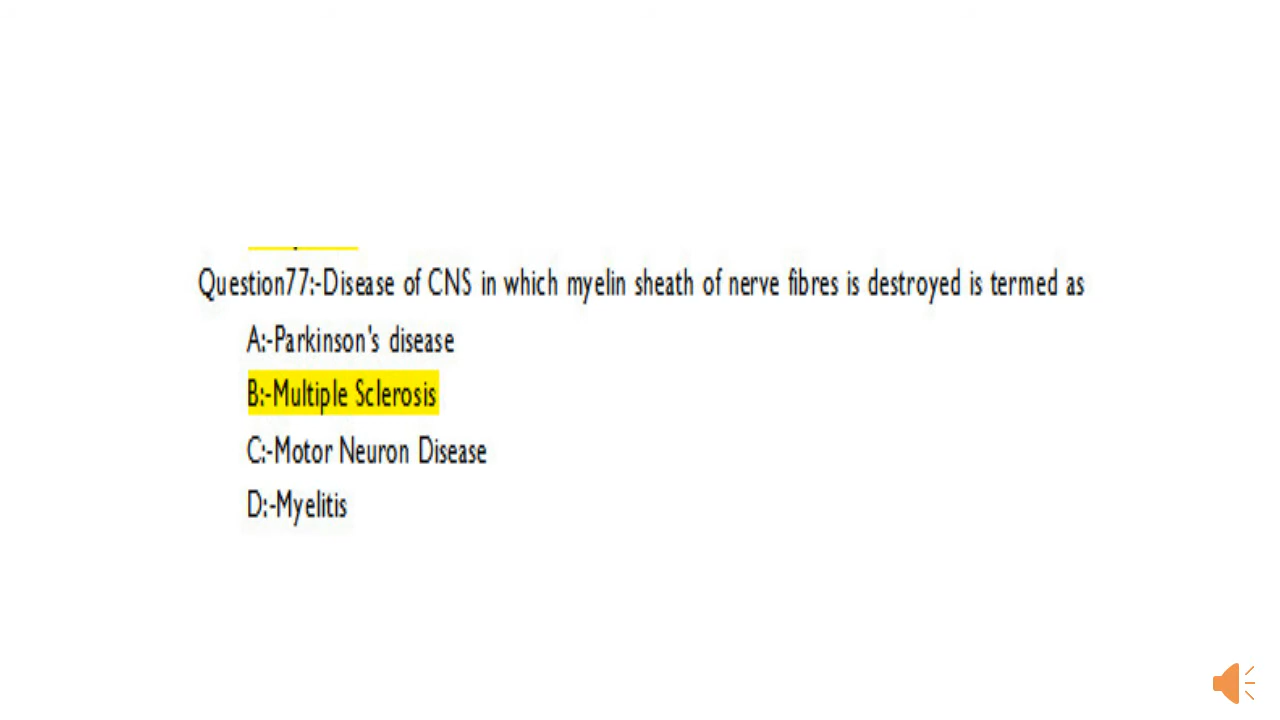 Question77:-Disease of CNS in which myelin sheath of nerve fibres is destroyed is termed as
A:-Parkinson's disease
B:-Multiple Sclerosis
C:-Motor Neuron Disease
D:-Myelitis